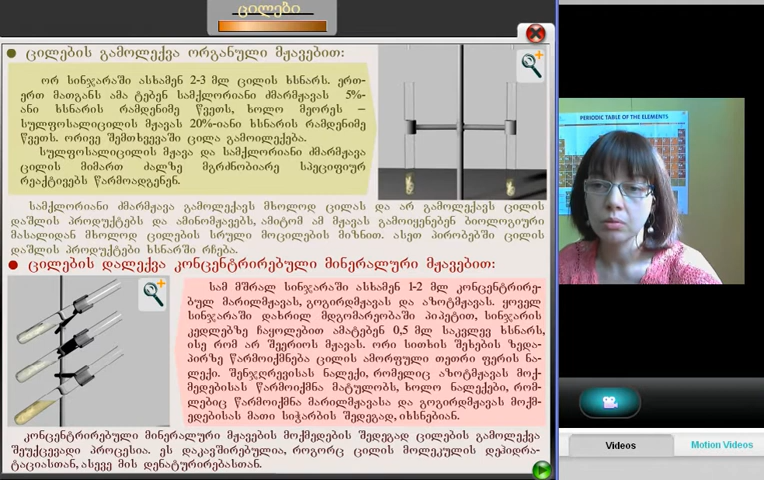 ცილები
ცილების გამოლექვა ორგანული მჟავებით:
ორ სინჯარაში ასხამენ 2-3 მლ ცილის ხსნარს. ერთ-
ერთ მათგანს ამა ტებენ სამქლორიანი ძმარმჟავას 5%-
ანი ხსნარის რამდენიმე წვეთს, ხოლო მეორეს –
სულფოსალიცილის მჟავას 20%-იანი ხსნარის რამდენიმე
წვეთს. ორივე შემთხვევაში ცილა გამოილექება.
სულფოსალიცილის მჟავა და სამქლორიანი ძმარმჟავა
ცილის მიმართ ძალზე მგრძნობიარე სპეციფიურ
რეაქტივებს წარმოადგენენ.
სამქლორიანი ძმარმჟავა გამოლექავს მხოლოდ ცილას და არ გამოლექავს ცილის
დაშლის პროდუქტებს და ამინომჟავებს, ამიტომ ამ მჟავას გამოიყენებენ ბიოლოგიური
მასალიდან მხოლოდ ცილების სრული მოცილების მიზნით. ასეთ პირობებში ცილის
დაშლის პროდუქტები ხსნარში რჩება.
ცილების დალექვა კონცენტრირებული მინერალური მჟავებით:
სამ მშრალ სინჯარაში ასხამენ 1-2 მლ კონცენტრირე-
ბულ მარილმჟავას, გოგირდმჟავას და აზოტმჟავას. ყოველ
სინჯარაში დახრილ მდგომარეობაში პიპეტით, სინჯარის
კედლებზე ჩაყოლებით ამატებენ 0,5 მლ საკვლევ ხსნარს,
ისე რომ არ შეერიოს მჟავას. ორი სითხის შეხების ზედა-
პირზე წარმოიქმნება ცილის ამორფული თეთრი ფერის ნა-
ლექი. შენჯღრევისას ნალექი, რომელიც აზოტმჟავას მოქ-
მედებისას წარმოიქმნა მატულობს, ხოლო ნალექები, რომ-
ლებიც წარმოიქმნა მარილმჟავასა და გოგირდმჟავას მოქ-
მედებისას მათი სიჭარბის შედეგად, იხსნებიან.
კონცენტრირებული მინერალური მჟავების მოქმედების შედეგად ცილების გამოლექვა
შეუქცევადი პროცესია. ეს დაკავშირებულია, როგორც ცილის მოლეკულის დეჰიდრა-
ტაციასთან, ასევე მის დენატურირებასთან.
PERIODIC TABLE OF THE ELEMENTS
Videos
Motion Videos